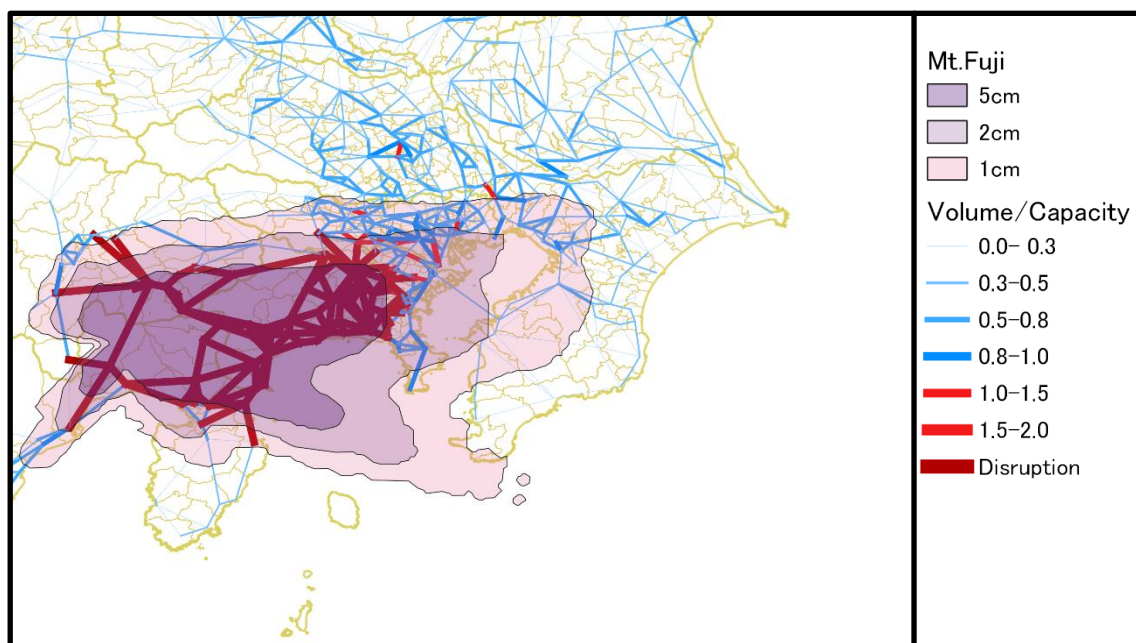 Mt.Fuji
5cm
2cm
1cm
Volume/Capacity
0.0- 0.3
0.3-0.5
0.5-0.8
0.8-1.0
1.0-1.5
1.5-2.0
Disruption